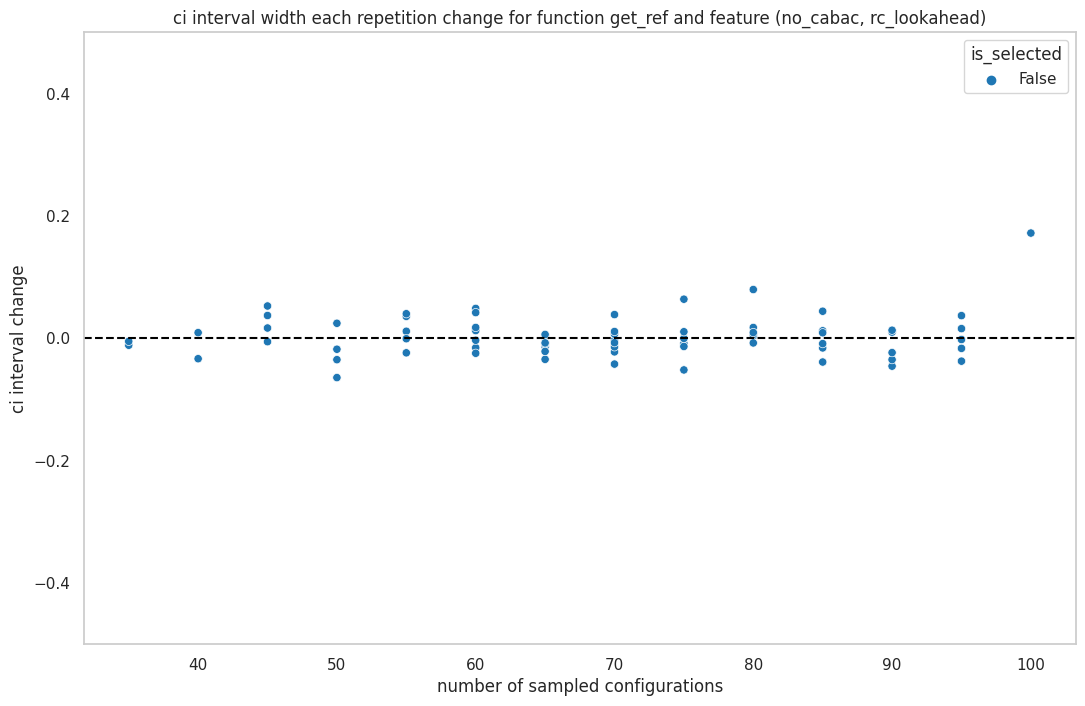 ci interval width each repetition change for function get_ref and feature (no_cabac, rc_lookahead)
is_selected
False
0.4
0.2
0.0
−0.2
−0.4
ci interval change
40 50 60 70 80 90 100
number of sampled configurations